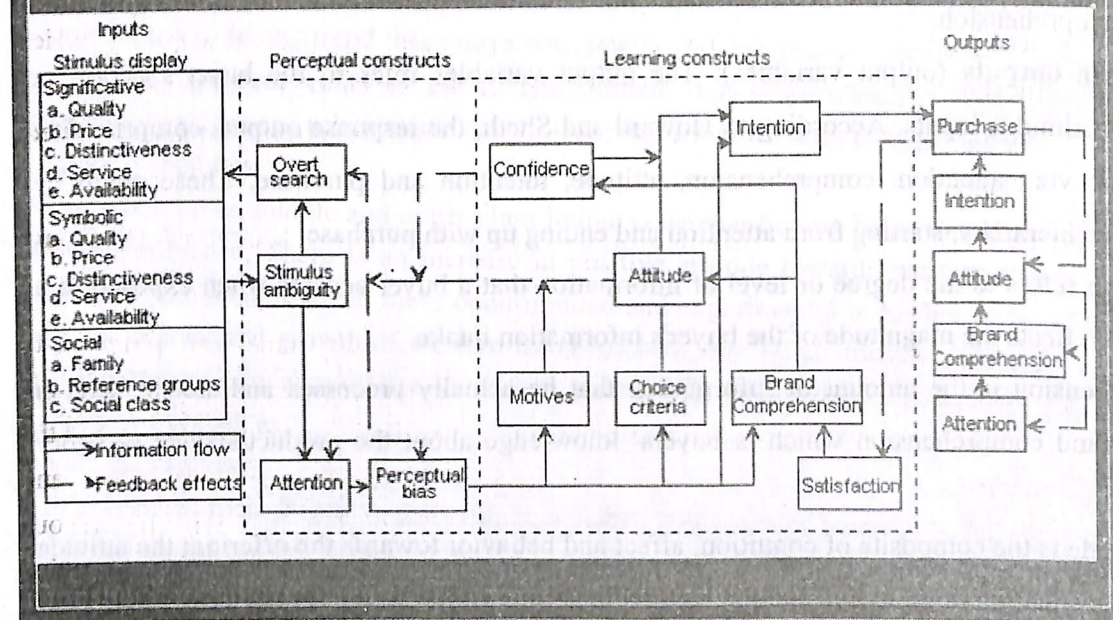 Inputs
Stimulus display
Significative
a. Quality
b. Price
c. Distinctiveness
d. Service
e. Availability
Symbolic
a. Quality
b. Price
c. Distinctiveness
d. Service
e. Availability
Social
a. Family
b. Reference groups
c. Social class
Information flow
Feedback effects
Perceptual constructs
Overt
search
Stimulus
ambiguity
Attention
Perceptual
bias
Learning constructs
Confidence
Intention
Attitude
Motives
Choice
criteria
Brand
Comprehension
Satisfaction
Outputs
Purchase
Intention
Attitude
Brand
Comprehension
Attention